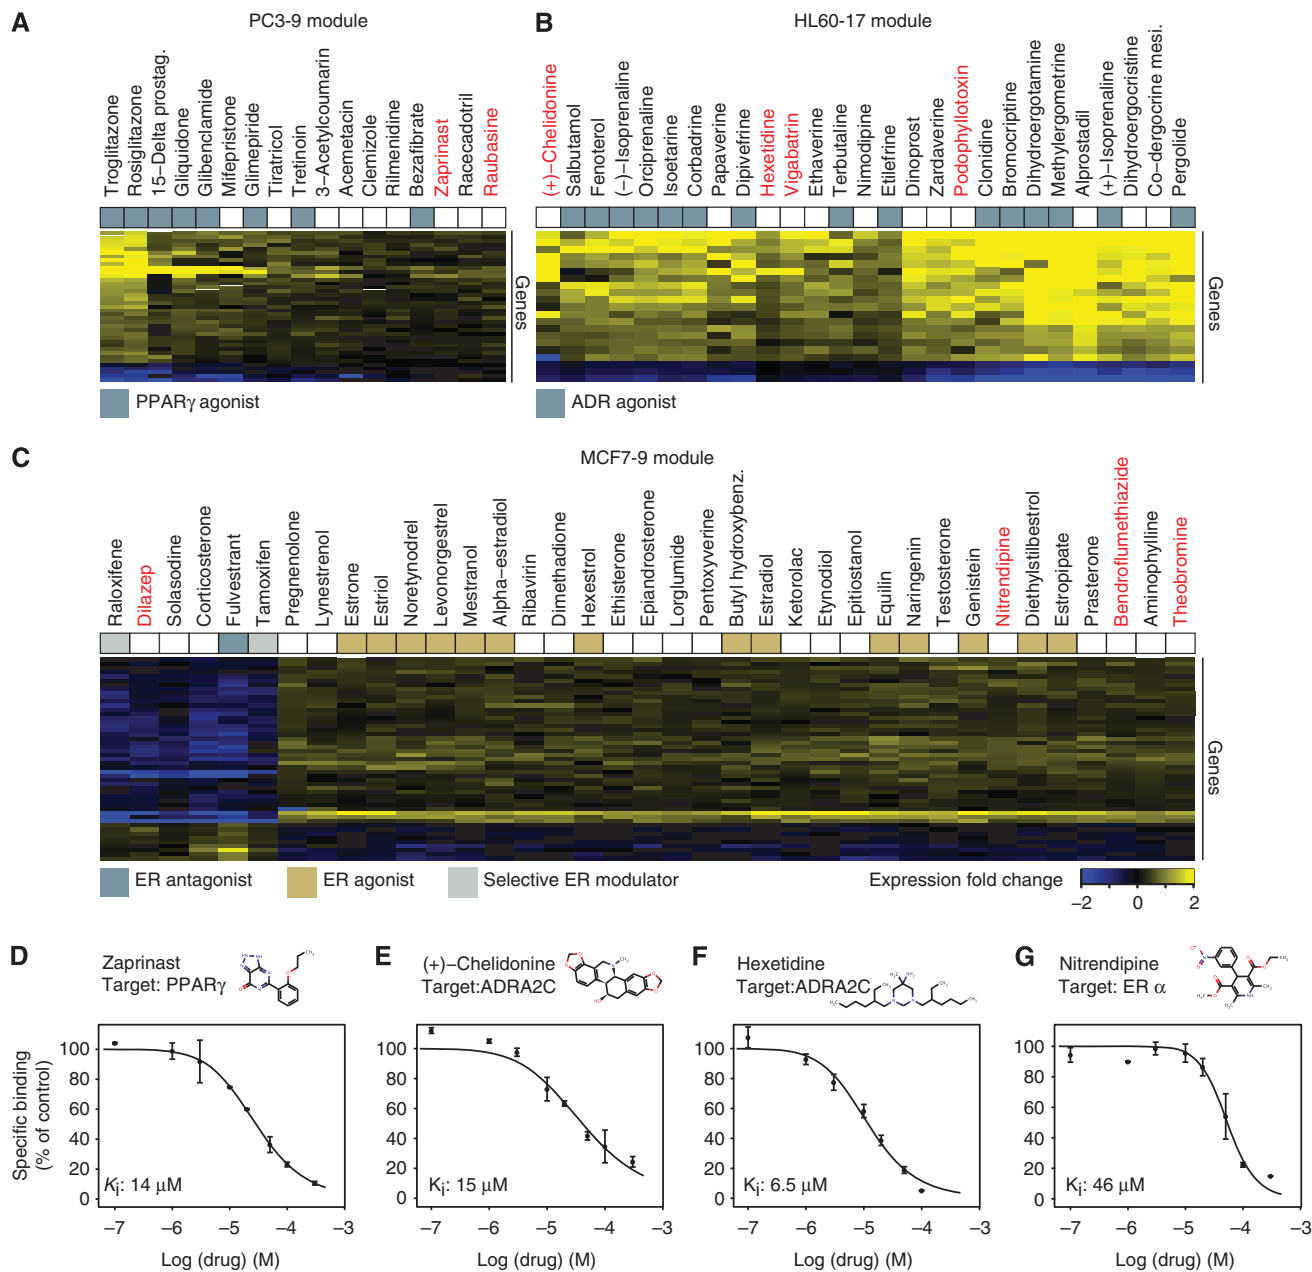 A
PC3-9 module
Troglitazone
Rosiglitazone
15–Delta prostag.
Gliquidone
Glibenclamide
Mifepristone
Glimepiride
Tiratricol
Tretinoin
3–Acetylcoumarin
Acemetacin
Clemizole
Rilmenidine
Bezafibrate
Zaprinast
Racecadotril
Raubasine
Genes
PPARγ agonist
B
HL60-17 module
(+)–Chelidonine
Salbutamol
Fenoterol
(–)–Isoprenaline
Orciprenaline
Isoetarine
Corbadrine
Papaverine
Dipivefrine
Hexetidine
Vigabatrin
Ethaverine
Terbutaline
Nimodipine
Etilefrine
Dinoprost
Zardaverine
Podophyllotoxin
Clonidine
Bromocriptine
Dihydroergotamine
Methylergometrine
Alprostadil
(+)–Isoprenaline
Dihydroergocristine
Co–dergocrine mesi.
Pergolide
Genes
ADR agonist
C
MCF7-9 module
Raloxifene
Dilazep
Solasodine
Corticosterone
Fulvestrant
Tamoxifen
Pregnenolone
Lynestrenol
Estrone
Estriol
Noretynodrel
Levonorgestrel
Mestranol
Alpha–estradiol
Ribavirin
Dimethadione
Hexestrol
Ethisterone
Epiandrosterone
Lorglumide
Pentoxyverine
Butyl hydroxybenz.
Estradiol
Ketorolac
Etynodiol
Epitiostanol
Equilin
Naringenin
Testosterone
Genistein
Nitrendipine
Diethylstilbestrol
Estropipate
Prasterone
Bendroflumethiazide
Aminophylline
Theobromine
Genes
ER antagonist
ER agonist
Selective ER modulator
Expression fold change
–2 0 2
D
Zaprinast
Target: PPARγ
Specific binding
(% of control)
100
80
60
40
20
0
Ki: 14 μM
–7 –6 –5 –4 –3
Log (drug) (M)
E
(+)–Chelidonine
Target:ADRA2C
100
80
60
40
20
0
Ki: 15 μM
–7 –6 –5 –4 –3
Log (drug) (M)
F
Hexetidine
Target:ADRA2C
100
80
60
40
20
0
Ki: 6.5 μM
–7 –6 –5 –4 –3
Log (drug) (M)
G
Nitrendipine
Target: ER α
100
80
60
40
20
0
Ki: 46 μM
–7 –6 –5 –4 –3
Log (drug) (M)